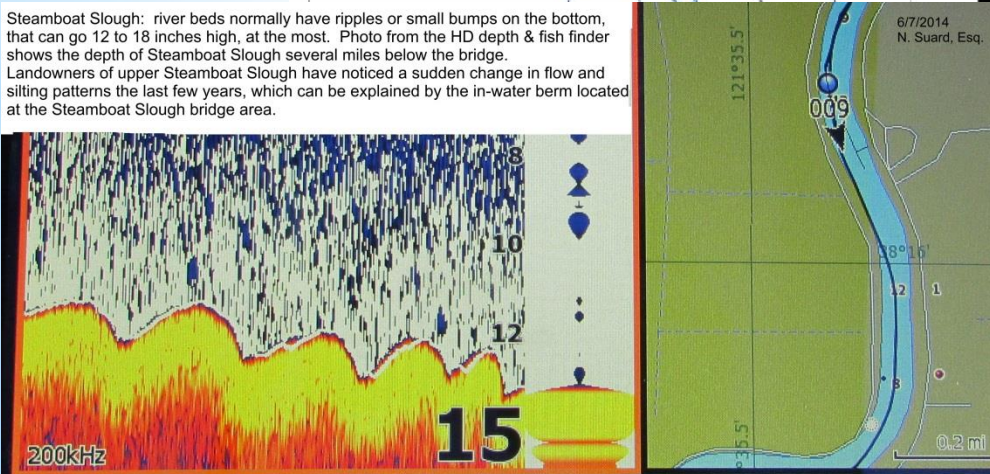 Steamboat Slough:  river beds normally have ripples or small bumps on the bottom,
that can go 12 to 18 inches high, at the most.  Photo from the HD depth & fish finder
shows the depth of Steamboat Slough several miles below the bridge.
Landowners of upper Steamboat Slough have noticed a sudden change in flow and
silting patterns the last few years, which can be explained by the in-water berm located
at the Steamboat Slough bridge area.
6/7/2014
N. Suard, Esq.
121°35.5'
009
8
10
38°16'
12
1
12
8
15
200kHz
35.5'
0.2 mi